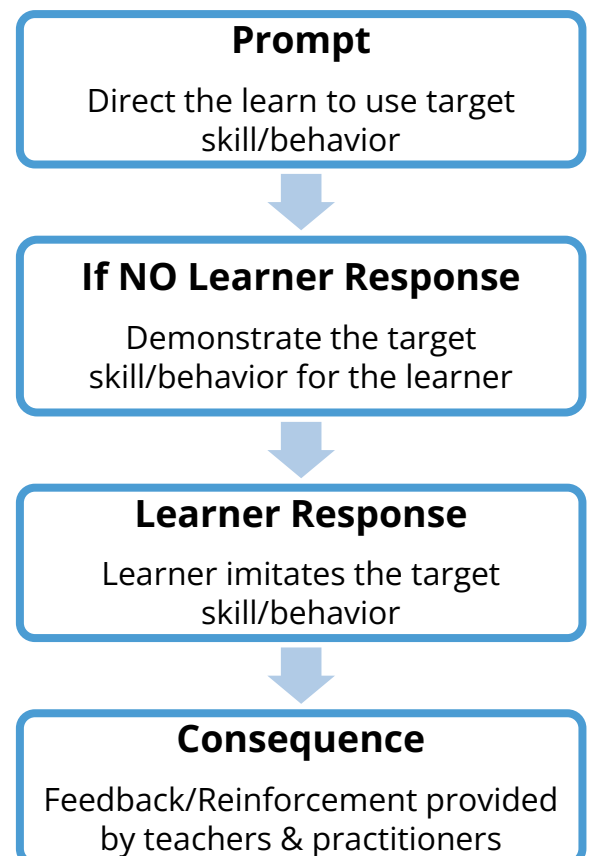 Prompt
Direct the learn to use target
skill/behavior
If NO Learner Response
Demonstrate the target
skill/behavior for the learner
Learner Response
Learner imitates the target
skill/behavior
Consequence
Feedback/Reinforcement provided
by teachers & practitioners